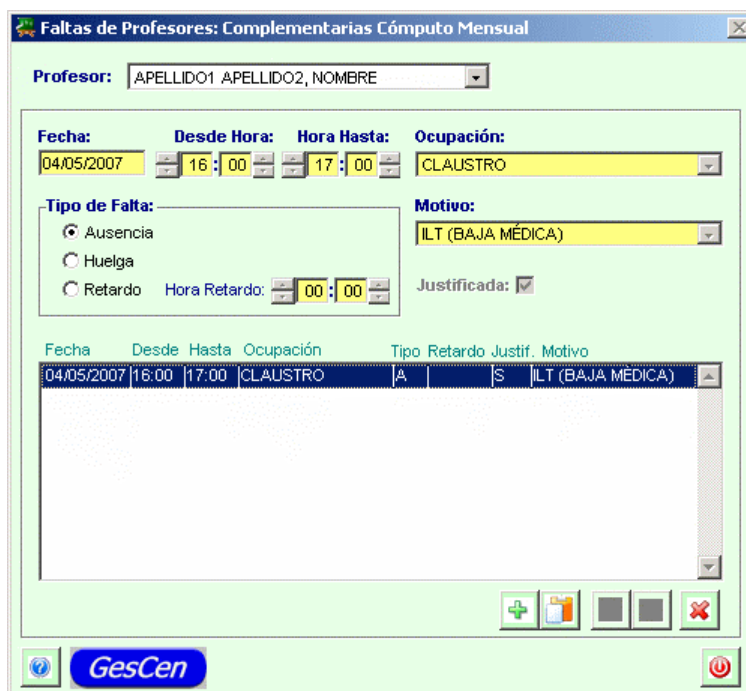 Faltas de Profesores: Complementarias Cómputo Mensual
Profesor: APELLIDO1 APELLIDO2, NOMBRE
Fecha: Desde Hora: Hora Hasta: Ocupación:
04/05/2007 16:00 17:00 CLAUSTRO
Tipo de Falta: Motivo:
Ausencia ILT (BAJA MÉDICA)
Huelga
Retardo Hora Retardo: 00:00 Justificada:
Fecha Desde Hasta Ocupación Tipo Retardo Justif. Motivo
04/05/2007 16:00 17:00 CLAUSTRO A S ILT (BAJA MÈDICA)
GesCen